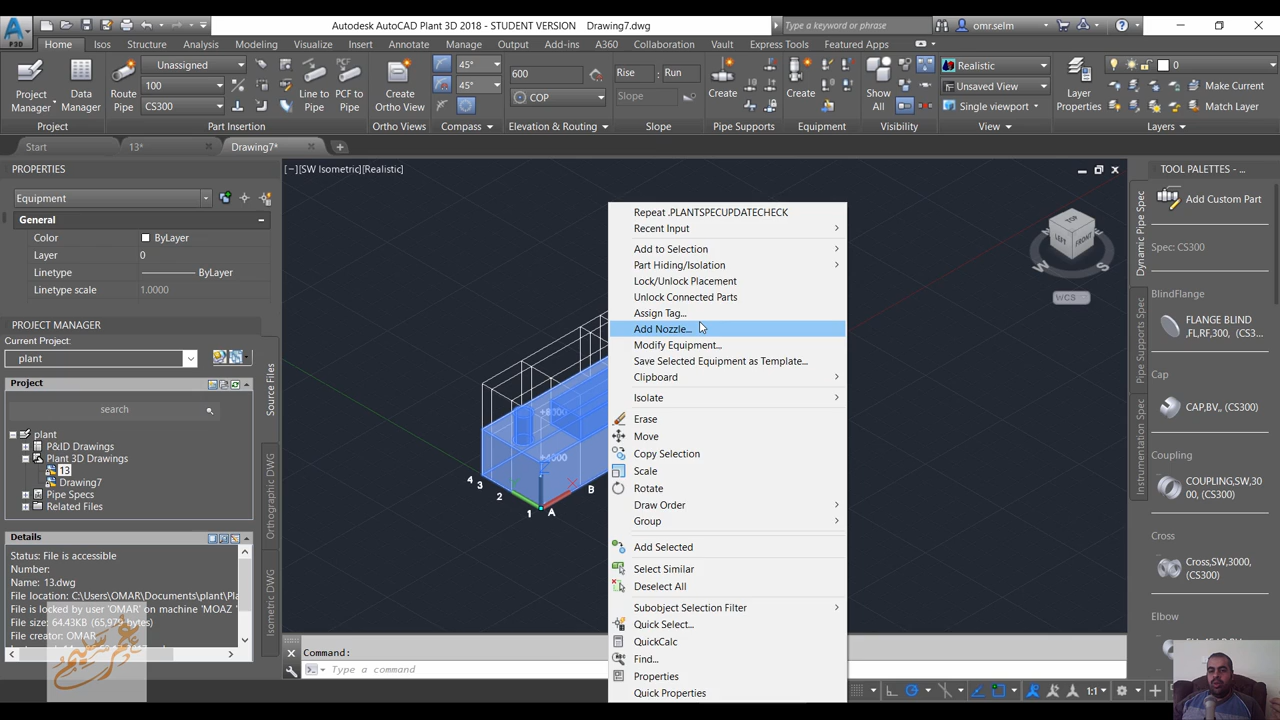 Autodesk AutoCAD Plant 3D 2018 - STUDENT VERSION Drawing7.dwg
Type a keyword or phrase
omr.selm
P3D
Home Isos Structure Analysis Modeling Visualize Insert Annotate Manage Output Add-ins A360 Collaboration Vault Express Tools Featured Apps
Project Manager
Data Manager
Project
Route Pipe
Unassigned
100
CS300
Line to Pipe
PCF to Pipe
Part Insertion
Create Ortho View
Ortho Views
45°
45°
Compass
600
COP
Elevation & Routing
Rise : Run
Slope
Slope
Create
Pipe Supports
Create
Equipment
Show All
Visibility
Realistic
Unsaved View
Single viewport
View
Layer Properties
0
Make Current
Match Layer
Layers
Start
13*
Drawing7*
PROPERTIES
Equipment
General
Color ByLayer
Layer 0
Linetype ByLayer
Linetype scale 1.0000
PROJECT MANAGER
Current Project:
plant
Project
search
plant
P&ID Drawings
Plant 3D Drawings
13
Drawing7
Pipe Specs
Related Files
Source Files
Orthographic DWG
Isometric DWG
Details
Status: File is accessible
Number:
Name: 13.dwg
File location: C:\Users\OMAR\Documents\plant\Pla
File is locked by user 'OMAR' on machine 'MOAZ
File size: 64.43KB (65,979 bytes)
File creator: OMAR
[−][SW Isometric][Realistic]
4
3
2
1
A
B
Repeat .PLANTSPECUPDATECHECK
Recent Input
Add to Selection
Part Hiding/Isolation
Lock/Unlock Placement
Unlock Connected Parts
Assign Tag...
Add Nozzle...
Modify Equipment...
Save Selected Equipment as Template...
Clipboard
Isolate
Erase
Move
Copy Selection
Scale
Rotate
Draw Order
Group
Add Selected
Select Similar
Deselect All
Subobject Selection Filter
Quick Select...
QuickCalc
Find...
Properties
Quick Properties
TOP
LEFT
FRONT
W
S
WCS
Command:
Type a command
1:1
TOOL PALETTES - ...
Dynamic Pipe Spec
Pipe Supports Spec
Instrumentation Spec
Add Custom Part
Spec: CS300
BlindFlange
FLANGE BLIND
,FL,RF,300, (CS3...
Cap
CAP,BV,, (CS300)
Coupling
COUPLING,SW,30
00, (CS300)
Cross
Cross,SW,3000,
(CS300)
Elbow